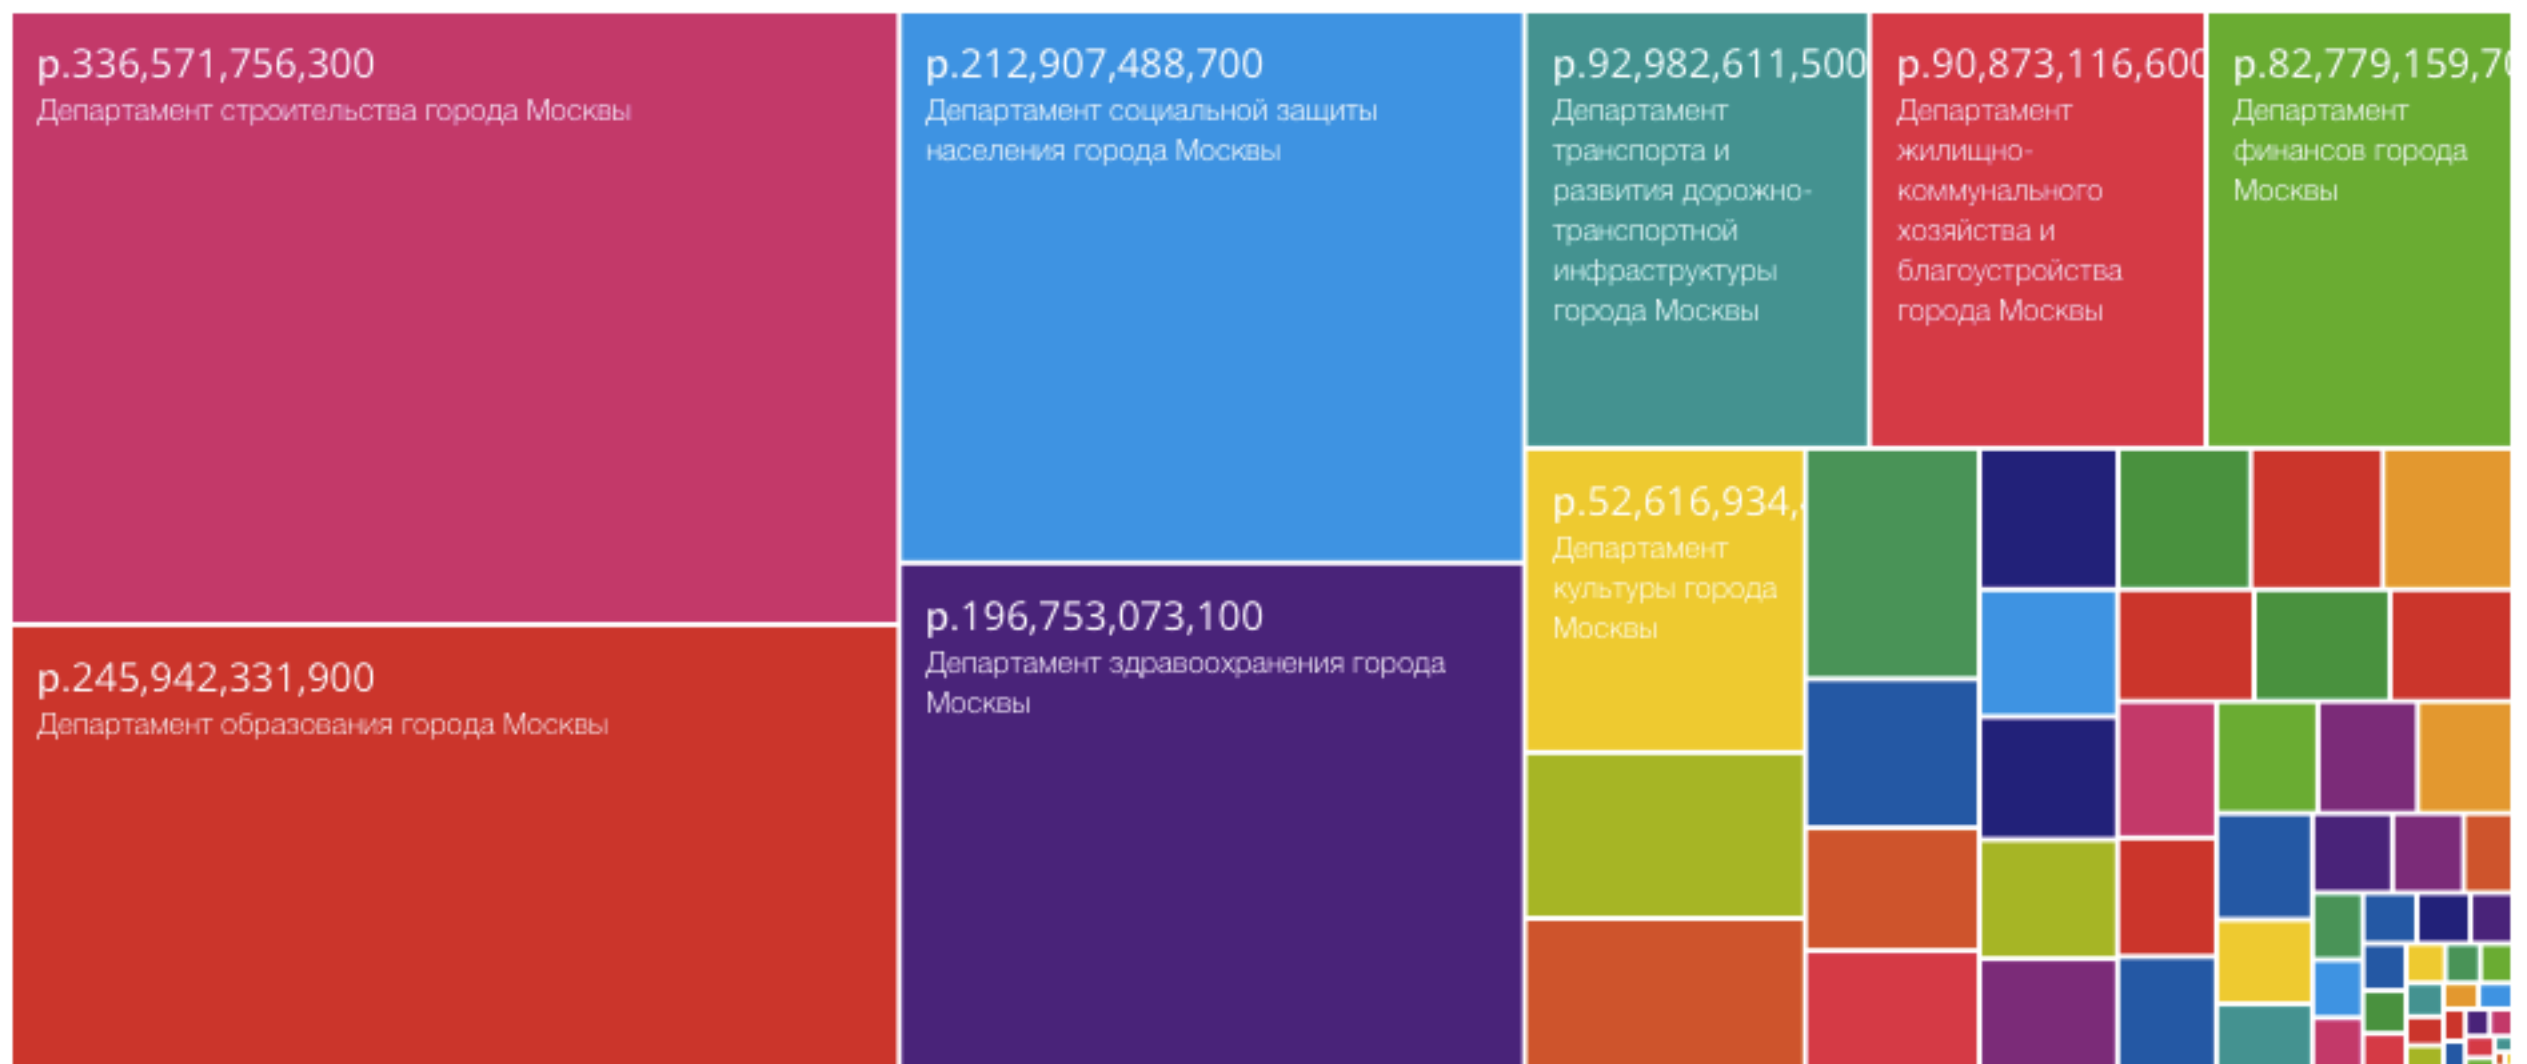 р.336,571,756,300
Департамент строительства города Москвы
р.212,907,488,700
Департамент социальной защиты
населения города Москвы
р.92,982,611,500
Департамент
транспорта и
развития дорожно-
транспортной
инфраструктуры
города Москвы
р.90,873,116,600
Департамент
жилищно-
коммунального
хозяйства и
благоустройства
города Москвы
р.82,779,159,7
Департамент
финансов города
Москвы
р.52,616,934,
Департамент
культуры города
Москвы
р.196,753,073,100
Департамент здравоохранения города
Москвы
р.245,942,331,900
Департамент образования города Москвы